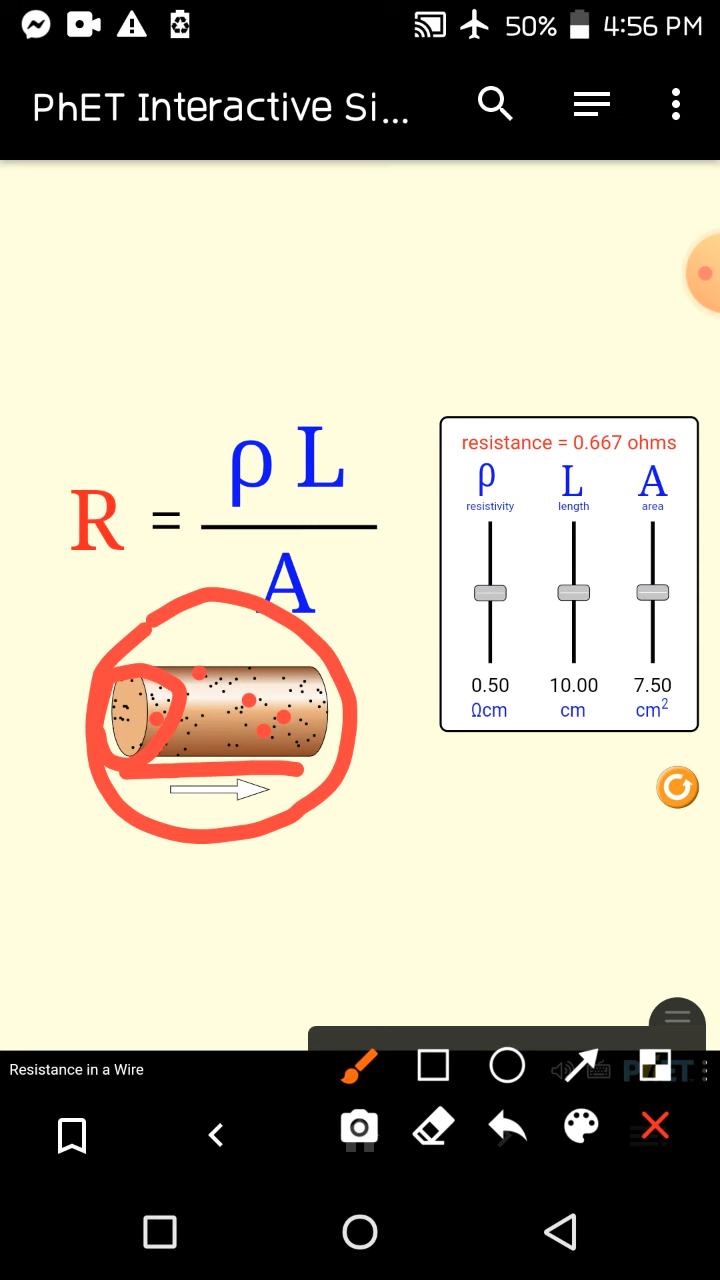 50% 4:56 PM
PhET Interactive Si...
R = ρ L
A
resistance = 0.667 ohms
ρ L A
resistivity length area
0.50 10.00 7.50
Ωcm cm cm²
Resistance in a Wire
PhET